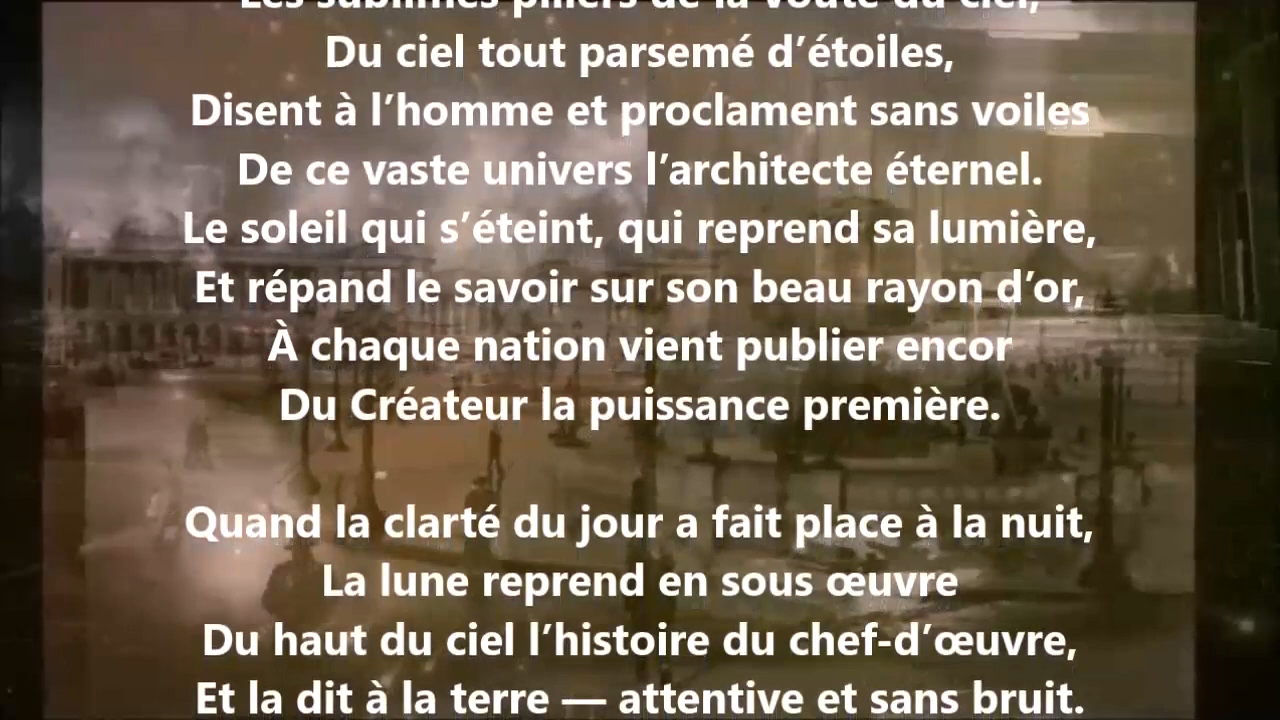 Les sublimes piliers de la voûte du ciel,
Du ciel tout parsemé d’étoiles,
Disent à l’homme et proclament sans voiles
De ce vaste univers l’architecte éternel.
Le soleil qui s’éteint, qui reprend sa lumière,
Et répand le savoir sur son beau rayon d’or,
À chaque nation vient publier encor
Du Créateur la puissance première.
Quand la clarté du jour a fait place à la nuit,
La lune reprend en sous œuvre
Du haut du ciel l’histoire du chef-d’œuvre,
Et la dit à la terre — attentive et sans bruit.